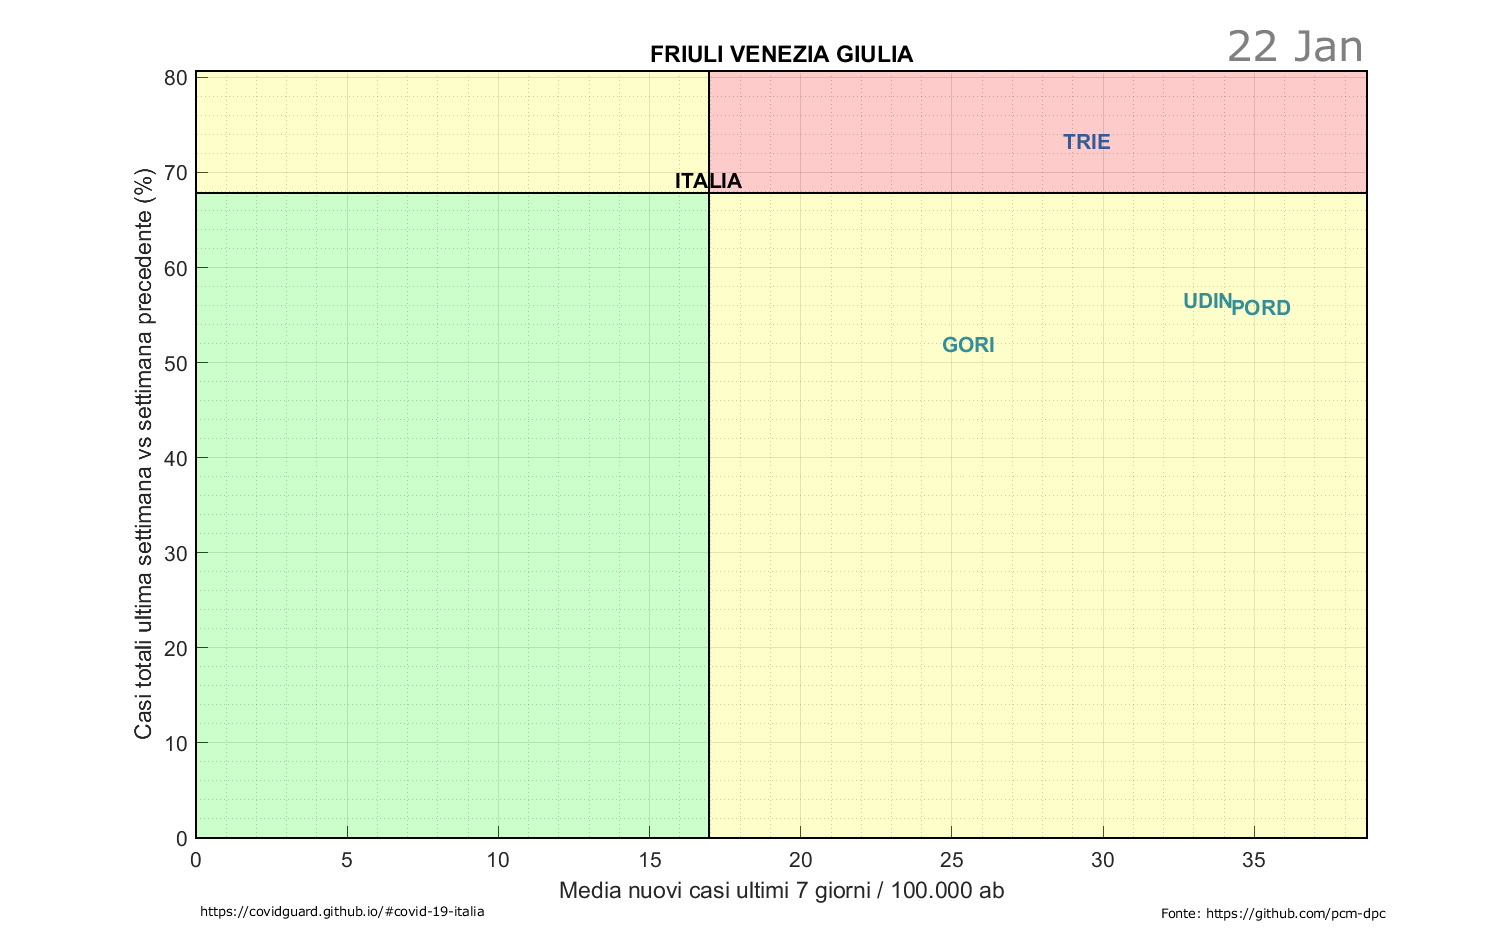 22 Jan
FRIULI VENEZIA GIULIA
80
70
60
50
40
30
20
10
0
Casi totali ultima settimana vs settimana precedente (%)
TRIE
ITALIA
UDIN
PORD
GORI
0 5 10 15 20 25 30 35
Media nuovi casi ultimi 7 giorni / 100.000 ab
https://covidguard.github.io/#covid-19-italia
Fonte: https://github.com/pcm-dpc